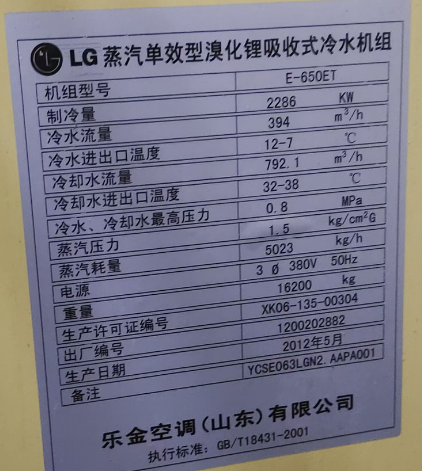 LG 蒸汽单效型溴化锂吸收式冷水机组
机组型号 E-650ET
制冷量 2286 KW
冷水流量 394 m³/h
冷水进出口温度 12-7 ℃
冷却水流量 792.1 m³/h
冷却水进出口温度 32-38 ℃
冷水、冷却水最高压力 0.8 MPa
蒸汽压力 1.5 kg/cm²G
蒸汽耗量 5023 kg/h
电源 3 Ø 380V 50Hz
重量 16200 kg
生产许可证编号 XK06-135-00304
出厂编号 1200202882
生产日期 2012年5月
备注 YCSE063LGN2.AAPA001
乐金空调(山东)有限公司
执行标准: GB/T18431-2001